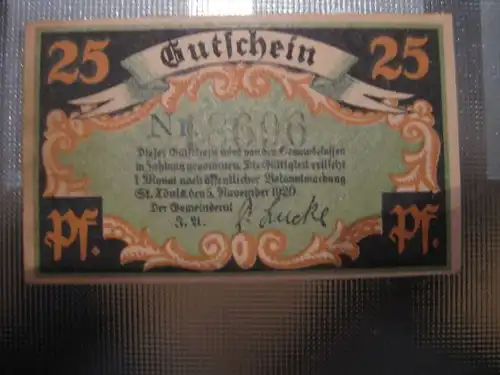 25 Gutschein 25
Nr. 8606
Dieser Gutschein wird von den Gemeindekassen
in Zahlung genommen. Die Gültigkeit erlischt
1 Monat nach öffentlicher Bekanntmachung
St. Tönis, den 5. November 1920
Der Gemeinderat
J. A.
Pf. Pf.